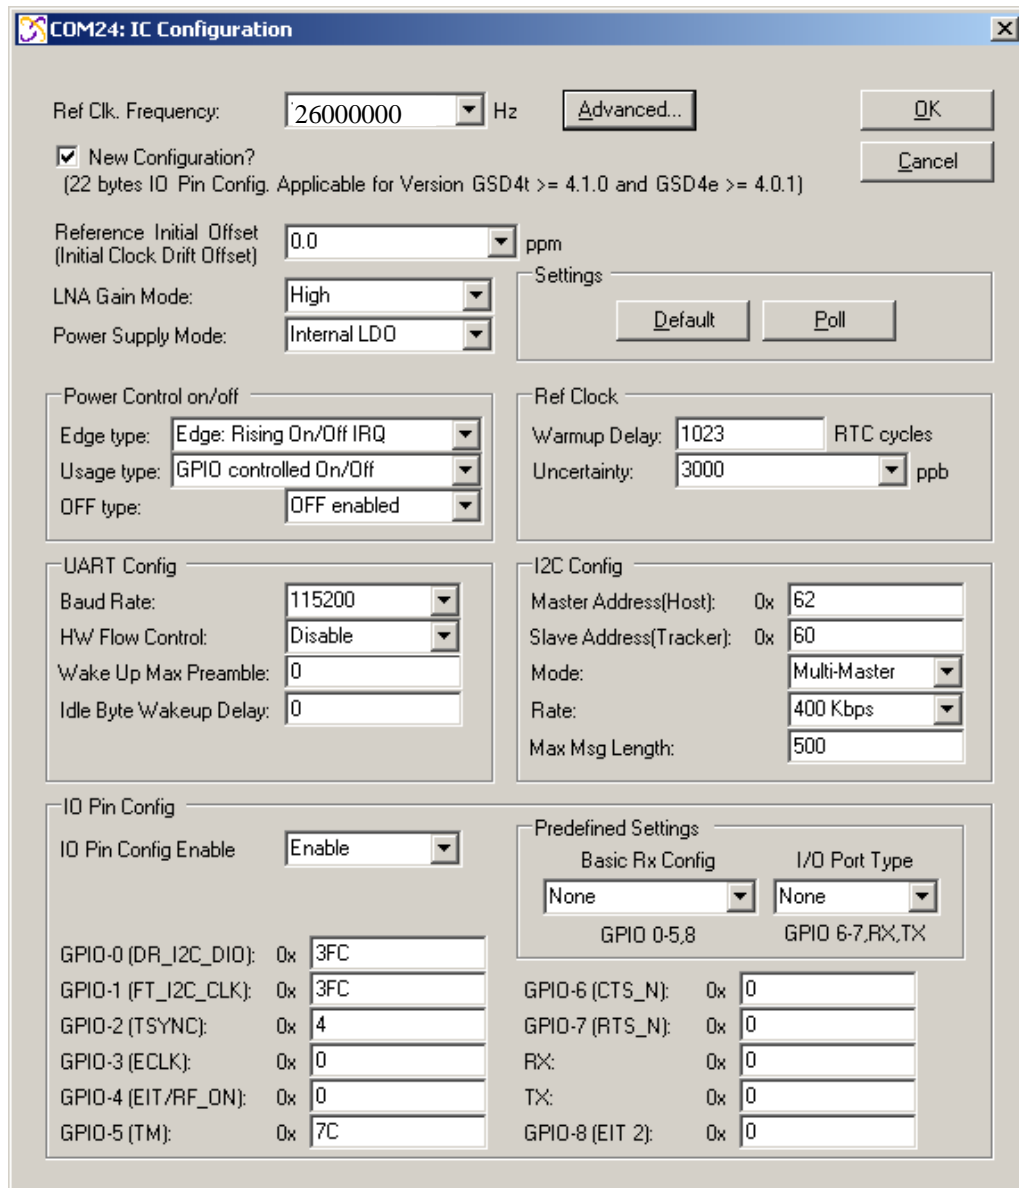 COM24: IC Configuration
Ref Clk. Frequency: 26000000 Hz Advanced... OK
New Configuration? Cancel
(22 bytes IO Pin Config. Applicable for Version GSD4t >= 4.1.0 and GSD4e >= 4.0.1)
Reference Initial Offset
(Initial Clock Drift Offset) 0.0 ppm
LNA Gain Mode: High
Power Supply Mode: Internal LDO
Settings
Default Poll
Power Control on/off
Edge type: Edge: Rising On/Off IRQ
Usage type: GPIO controlled On/Off
OFF type: OFF enabled
Ref Clock
Warmup Delay: 1023 RTC cycles
Uncertainty: 3000 ppb
UART Config
Baud Rate: 115200
HW Flow Control: Disable
Wake Up Max Preamble: 0
Idle Byte Wakeup Delay: 0
I2C Config
Master Address(Host): 0x 62
Slave Address(Tracker): 0x 60
Mode: Multi-Master
Rate: 400 Kbps
Max Msg Length: 500
IO Pin Config
IO Pin Config Enable Enable
Predefined Settings
Basic Rx Config I/O Port Type
None None
GPIO 0-5,8 GPIO 6-7,RX,TX
GPIO-0 (DR_I2C_DIO): 0x 3FC
GPIO-1 (FT_I2C_CLK): 0x 3FC
GPIO-2 (TSYNC): 0x 4
GPIO-3 (ECLK): 0x 0
GPIO-4 (EIT/RF_ON): 0x 0
GPIO-5 (TM): 0x 7C
GPIO-6 (CTS_N): 0x 0
GPIO-7 (RTS_N): 0x 0
RX: 0x 0
TX: 0x 0
GPIO-8 (EIT 2): 0x 0